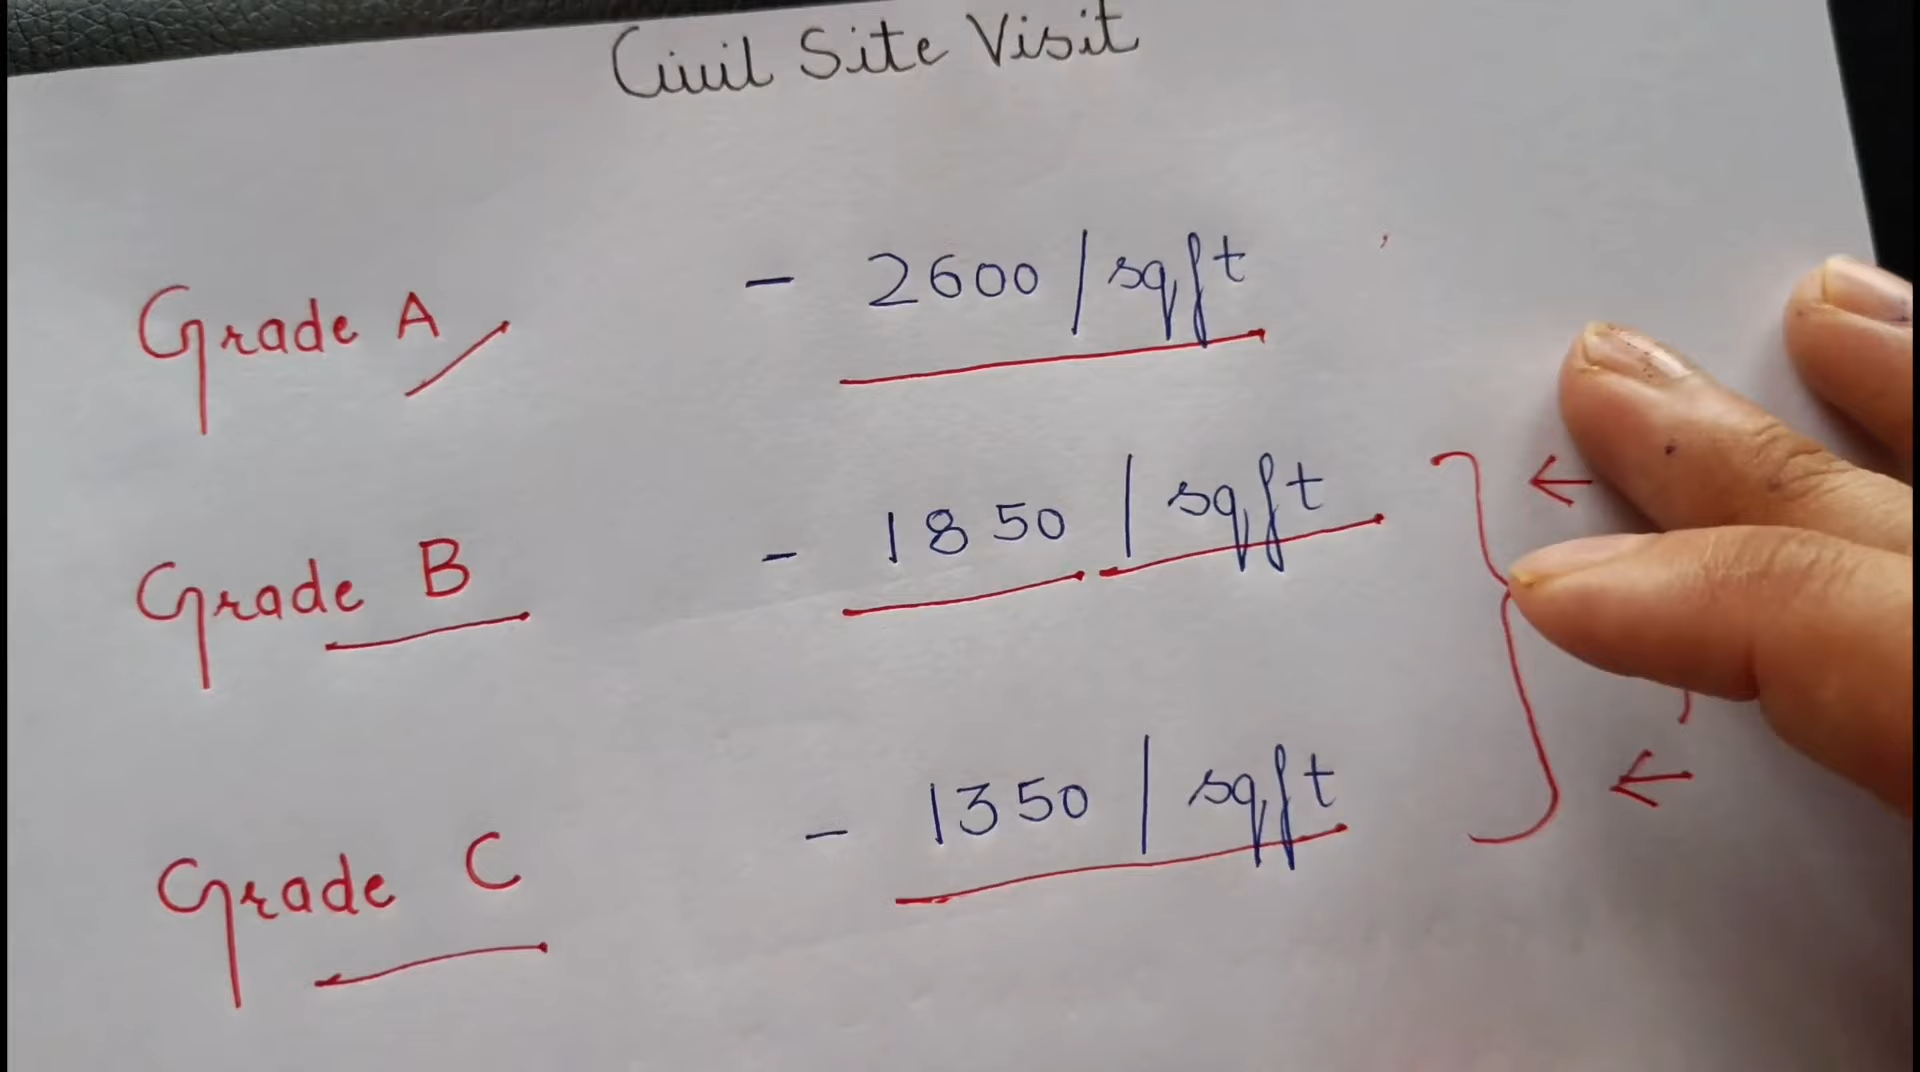 Civil Site Visit
Grade A - 2600/sqft
Grade B - 1850/sqft
Grade C - 1350/sqft